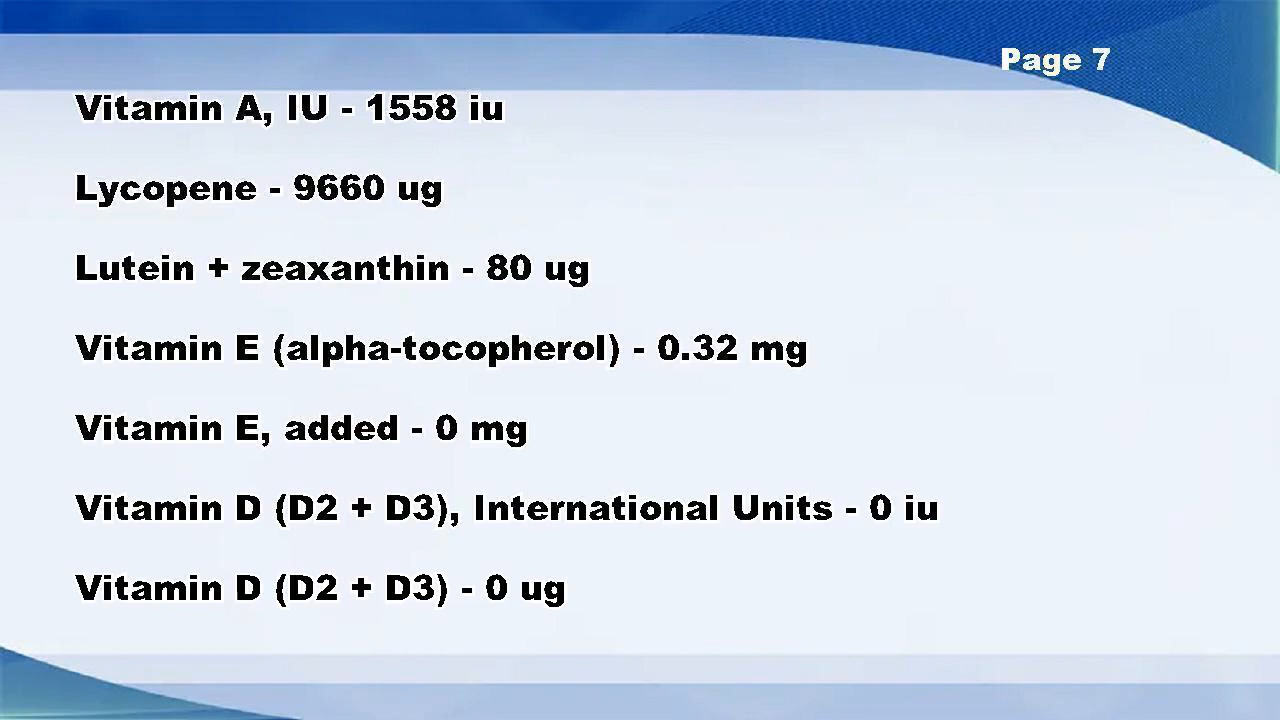 Page 7
Vitamin A, IU - 1558 iu
Lycopene - 9660 ug
Lutein + zeaxanthin - 80 ug
Vitamin E (alpha-tocopherol) - 0.32 mg
Vitamin E, added - 0 mg
Vitamin D (D2 + D3), International Units - 0 iu
Vitamin D (D2 + D3) - 0 ug